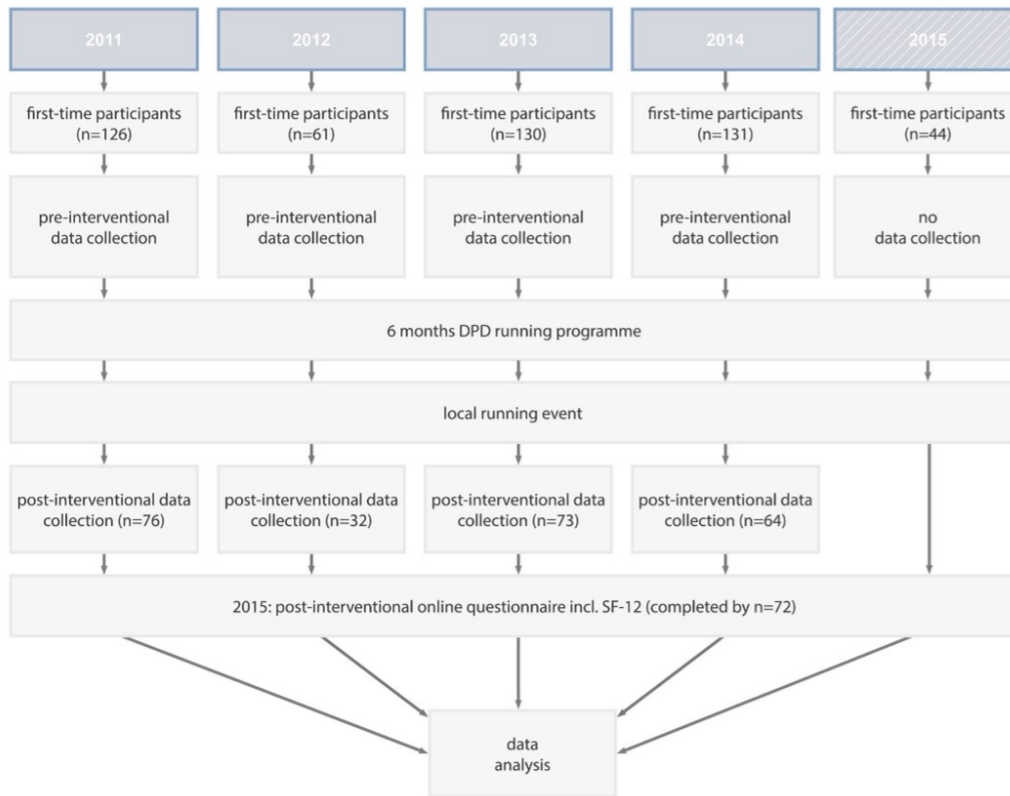 2011
2012
2013
2014
2015
first-time participants
(n=126)
first-time participants
(n=61)
first-time participants
(n=130)
first-time participants
(n=131)
first-time participants
(n=44)
pre-interventional
data collection
pre-interventional
data collection
pre-interventional
data collection
pre-interventional
data collection
no
data collection
6 months DPD running programme
local running event
post-interventional data
collection (n=76)
post-interventional data
collection (n=32)
post-interventional data
collection (n=73)
post-interventional data
collection (n=64)
2015: post-interventional online questionnaire incl. SF-12 (completed by n=72)
data
analysis